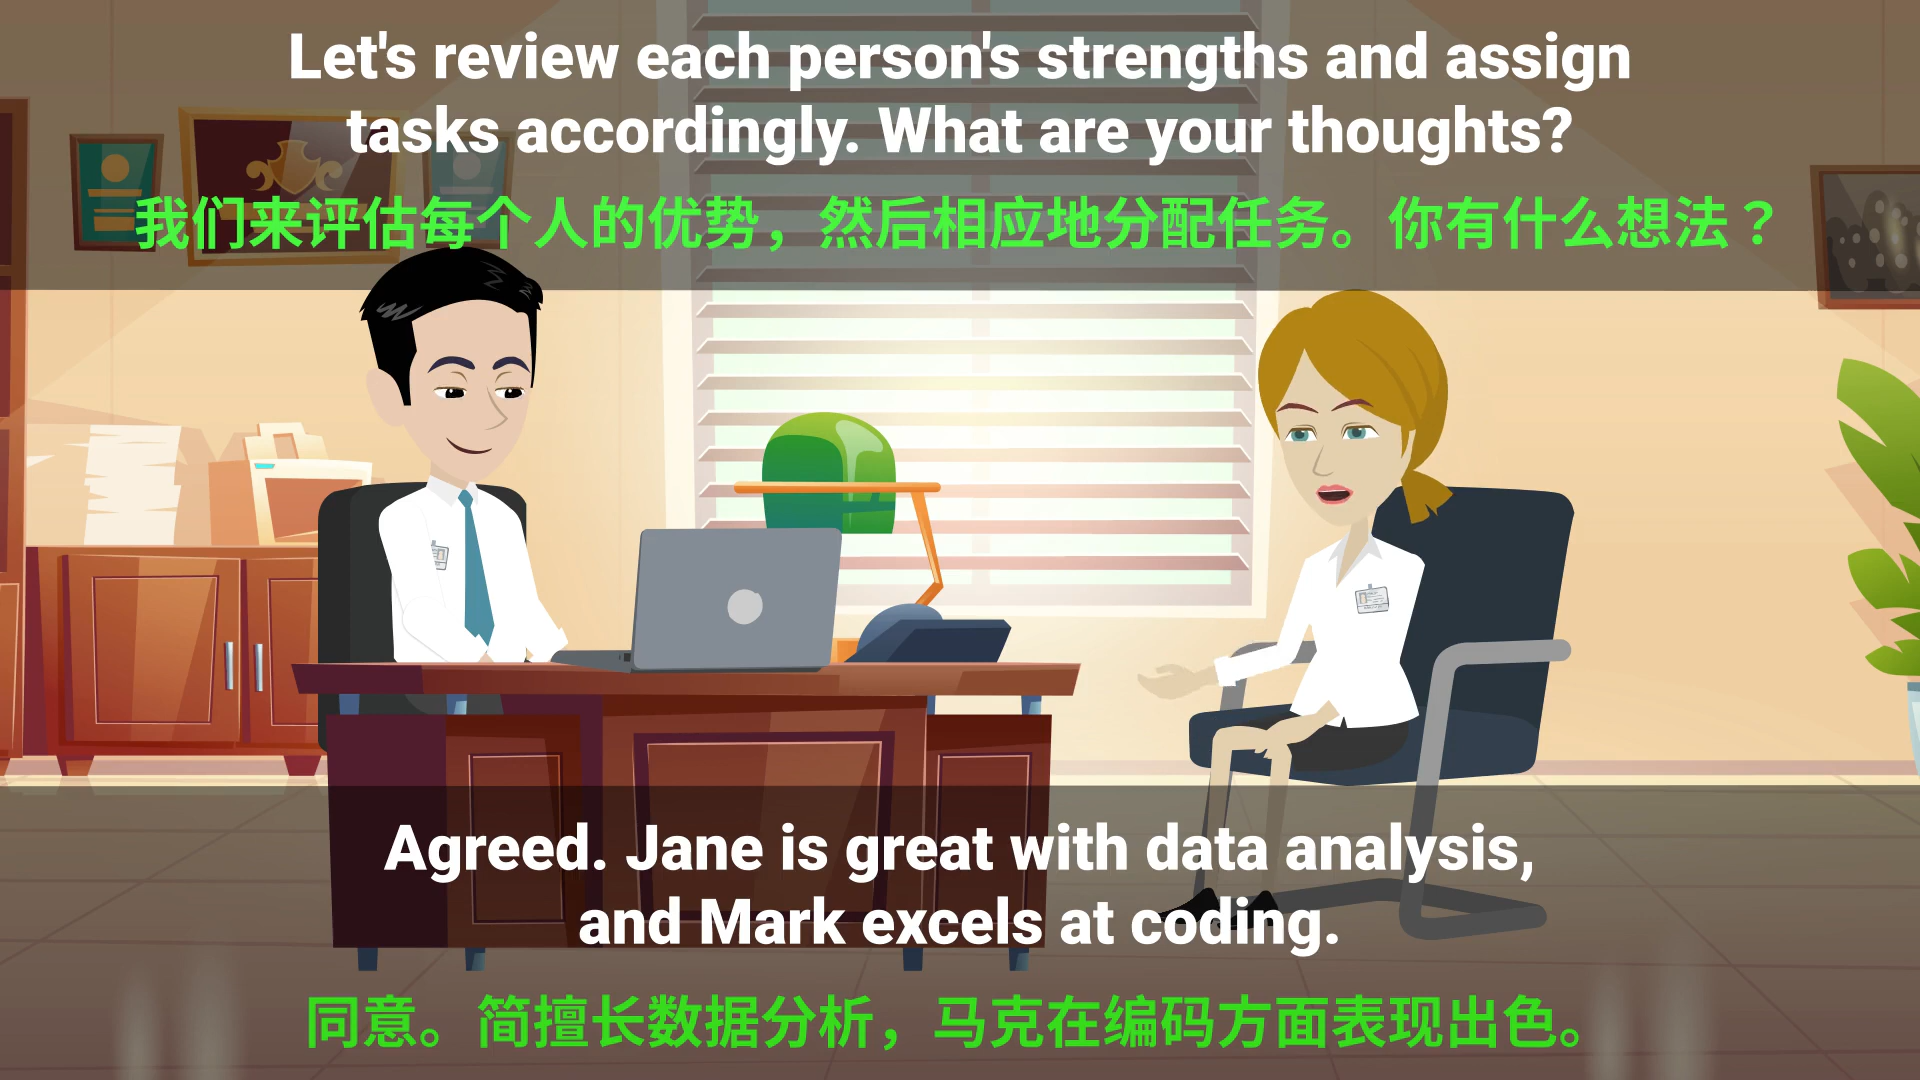 Let's review each person's strengths and assign
tasks accordingly. What are your thoughts?
我们来评估每个人的优势，然后相应地分配任务。你有什么想法？
Agreed. Jane is great with data analysis,
and Mark excels at coding.
同意。简擅长数据分析，马克在编码方面表现出色。